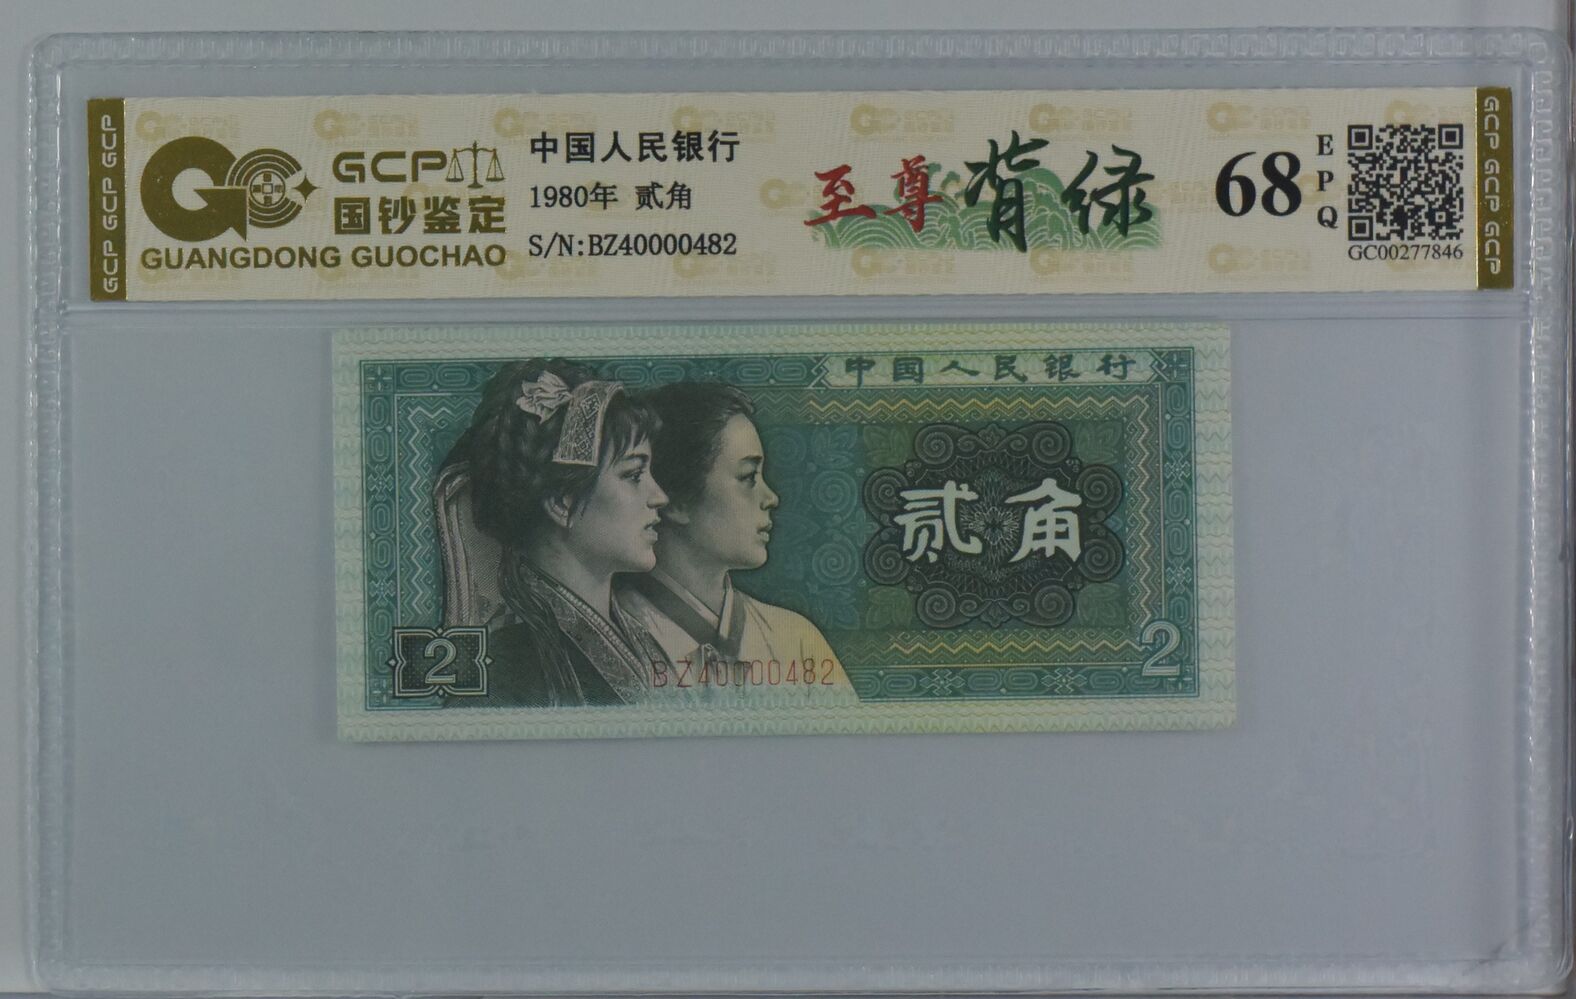 GCP GCP GCP
GC GCP
国钞鉴定
GUANGDONG GUOCHAO
中国人民银行
1980年 贰角
S/N:BZ40000482
至尊背绿
68
EPQ
GC00277846
GCP GCP GCP
中国人民银行
贰角
2
2
BZ40000482